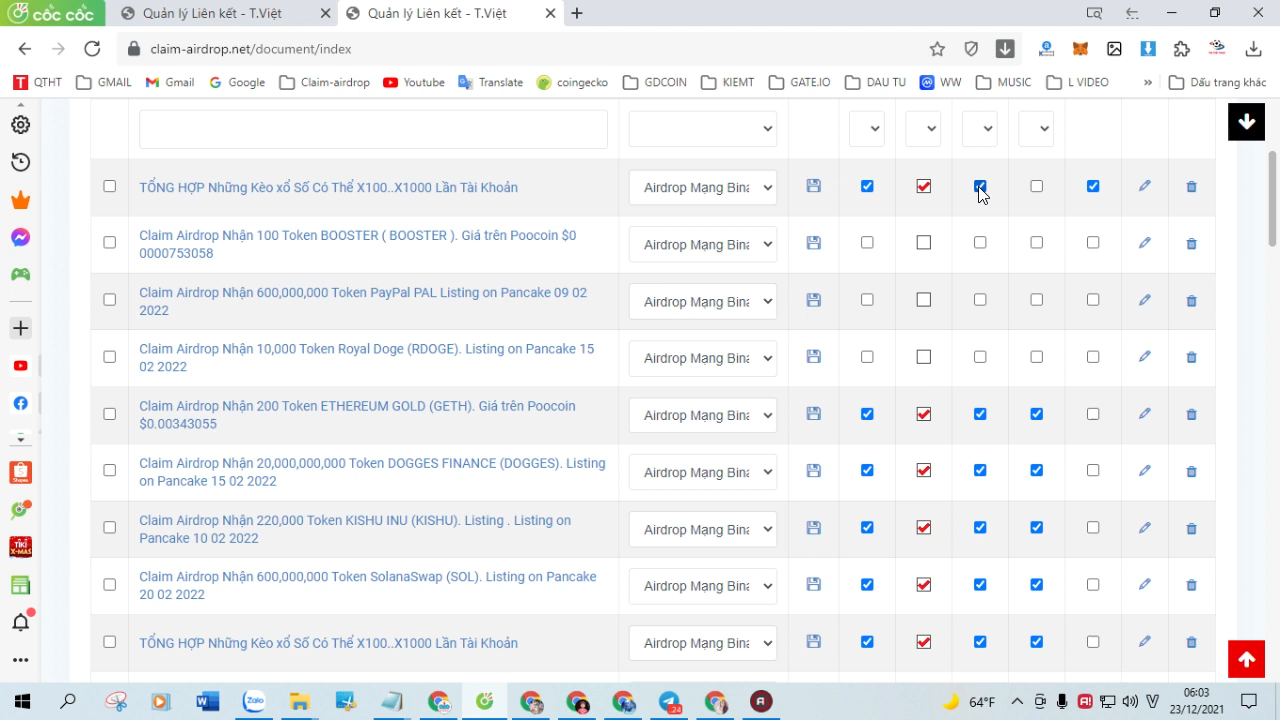 cốc cốc
Quản lý kết - T.Việt
Quản lý kết - T.Việt
claim-airdrop.net/document/index
QTHT
GMAIL
Gmail
Google
Claim-airdrop
Youtube
Translate
coingecko
GDCOIN
KIEMT
GATE.IO
DAU TU
WW
MUSIC
L VIDEO
»
Dấu trang khác
TỔNG HỢP Những Kèo xổ Số Có Thể X100..X1000 Lần Tài Khoản
Airdrop Mạng Bina
Claim Airdrop Nhận 100 Token BOOSTER ( BOOSTER ). Giá trên Poocoin $0
0000753058
Airdrop Mạng Bina
Claim Airdrop Nhận 600,000,000 Token PayPal PAL Listing on Pancake 09 02
2022
Airdrop Mạng Bina
Claim Airdrop Nhận 10,000 Token Royal Doge (RDOGE). Listing on Pancake 15
02 2022
Airdrop Mạng Bina
Claim Airdrop Nhận 200 Token ETHEREUM GOLD (GETH). Giá trên Poocoin
$0.00343055
Airdrop Mạng Bina
Claim Airdrop Nhận 20,000,000,000 Token DOGGES FINANCE (DOGGES). Listing
on Pancake 15 02 2022
Airdrop Mạng Bina
Claim Airdrop Nhận 220,000 Token KISHU INU (KISHU). Listing . Listing on
Pancake 10 02 2022
Airdrop Mạng Bina
Claim Airdrop Nhận 600,000,000 Token SolanaSwap (SOL). Listing on Pancake
20 02 2022
Airdrop Mạng Bina
TỔNG HỢP Những Kèo xổ Số Có Thể X100..X1000 Lần Tài Khoản
Airdrop Mạng Bina
Zalo
24
64°F
06:03
23/12/2021